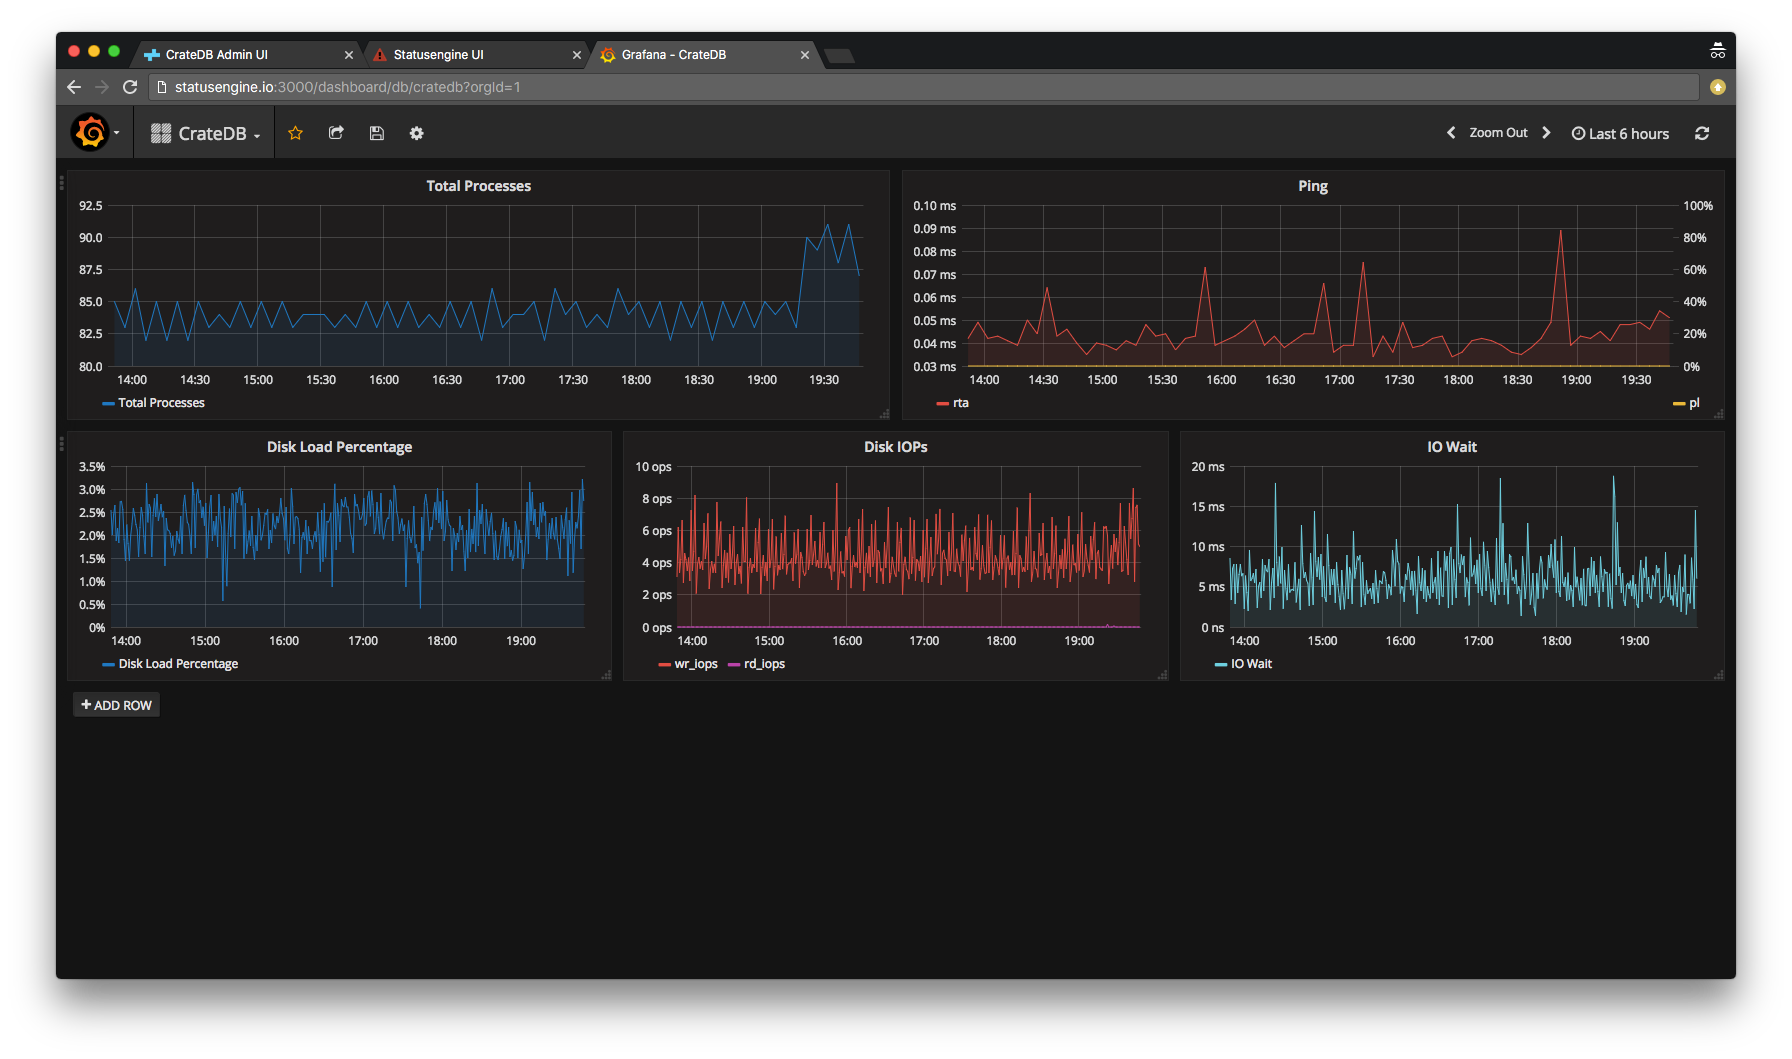 CrateDB Admin UI
Statusengine UI
Grafana - CrateDB
statusengine.io:3000/dashboard/db/cratedb?orgId=1
CrateDB
Zoom Out
Last 6 hours
Total Processes
92.5
90.0
87.5
85.0
82.5
80.0
14:00 14:30 15:00 15:30 16:00 16:30 17:00 17:30 18:00 18:30 19:00 19:30
Total Processes
Ping
0.10 ms 100%
0.09 ms
0.08 ms 80%
0.07 ms 60%
0.06 ms 40%
0.05 ms
0.04 ms 20%
0.03 ms 0%
14:00 14:30 15:00 15:30 16:00 16:30 17:00 17:30 18:00 18:30 19:00 19:30
rta pl
Disk Load Percentage
3.5%
3.0%
2.5%
2.0%
1.5%
1.0%
0.5%
0%
14:00 15:00 16:00 17:00 18:00 19:00
Disk Load Percentage
Disk IOPs
10 ops
8 ops
6 ops
4 ops
2 ops
0 ops
14:00 15:00 16:00 17:00 18:00 19:00
wr_iops rd_iops
IO Wait
20 ms
15 ms
10 ms
5 ms
0 ns
14:00 15:00 16:00 17:00 18:00 19:00
IO Wait
+ ADD ROW